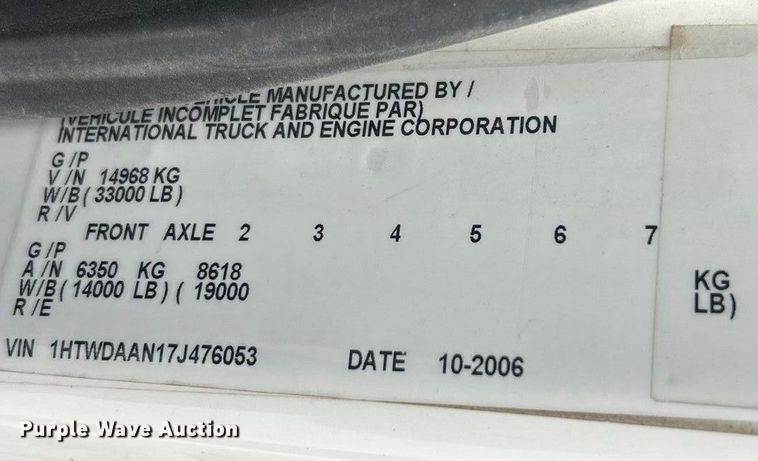 MANUFACTURED BY /
(VEHICULE INCOMPLET FABRIQUE PAR)
INTERNATIONAL TRUCK AND ENGINE CORPORATION
G /P
V /N 14968 KG
W/B ( 33000 LB )
R /V
FRONT AXLE 2 3 4 5 6 7
G /P
A /N 6350 KG 8618 KG
W/B ( 14000 LB ) ( 19000 LB)
R /E
VIN 1HTWDAAN17J476053 DATE 10-2006
Purple Wave Auction